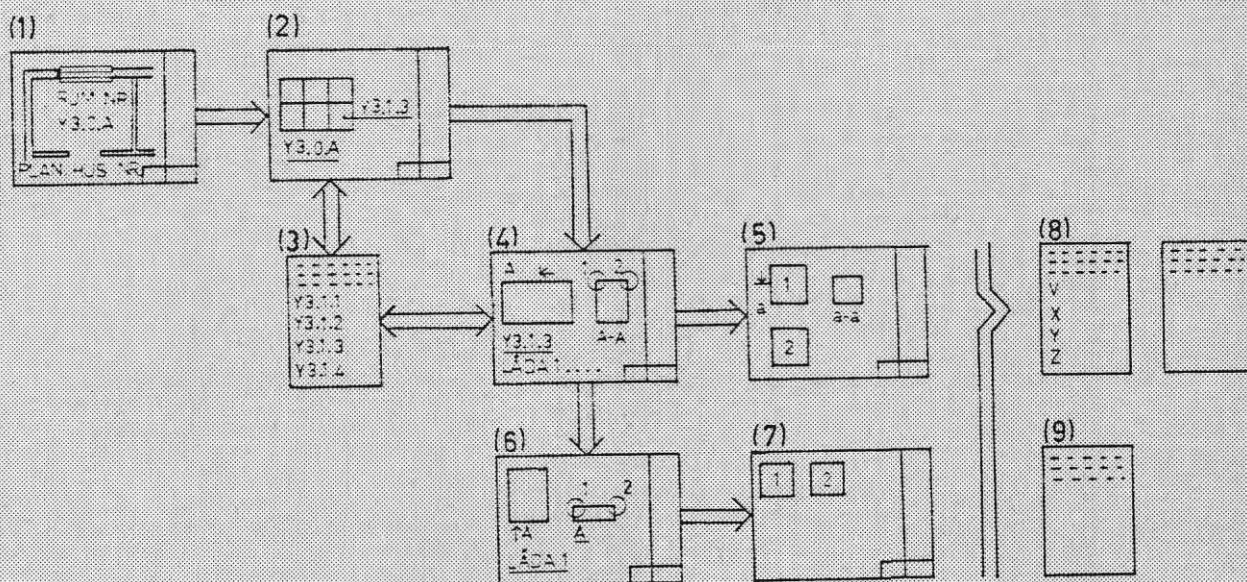 (1)
RUM NR
Y3.0.A
PLAN HUS NR
(2)
Y3.1.3
Y3.0.A
(3)
Y3.1.1
Y3.1.2
Y3.1.3
Y3.1.4
(4)
A
1 2
Y3.1.3
A-A
LÅDA 1....
(5)
1
a
a-a
2
(6)
1 2
A
A
LÅDA 1
(7)
1 2
(8)
V
X
Y
Z
(9)